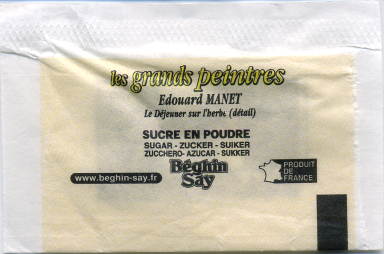 les grands peintres
Edouard MANET
Le Déjeuner sur l'herbe (détail)
SUCRE EN POUDRE
SUGAR - ZUCKER - SUIKER
ZUCCHERO - AZUCAR - SUKKER
Béghin
Say
www.beghin-say.fr
PRODUIT
DE
FRANCE